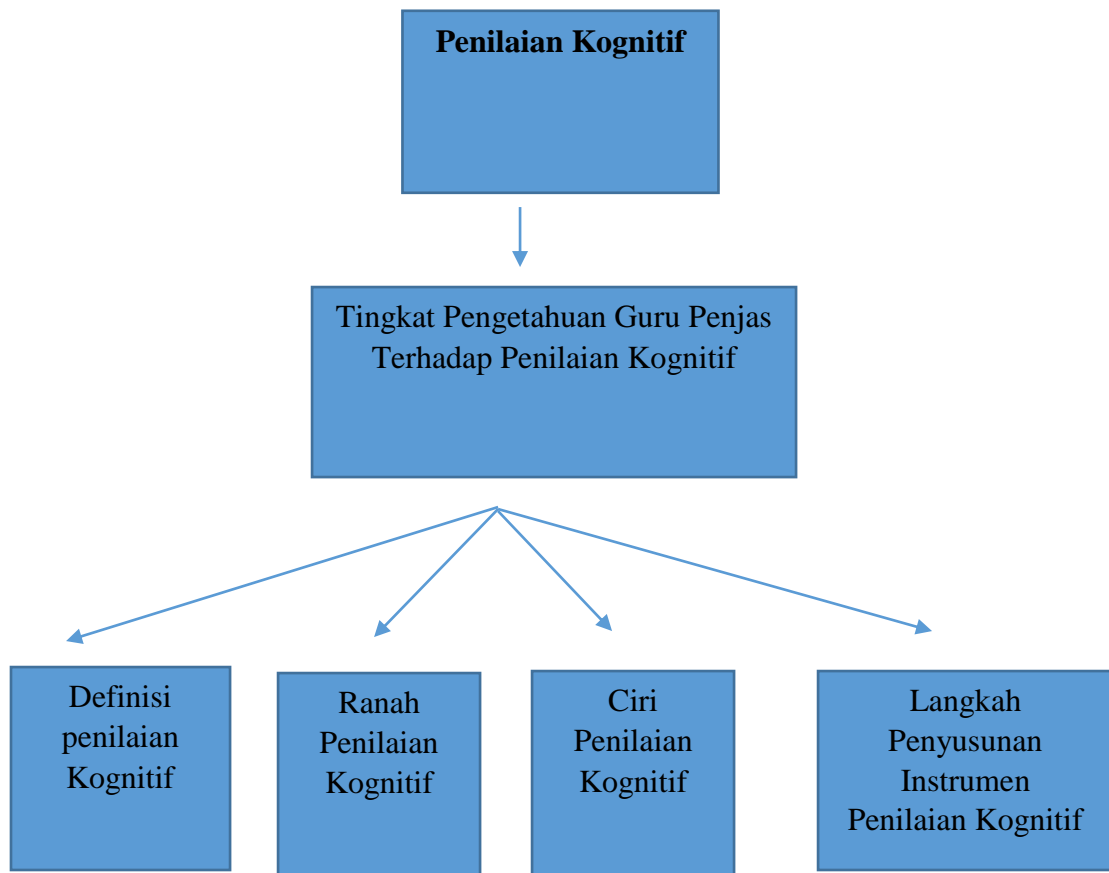 Penilaian Kognitif
Tingkat Pengetahuan Guru Penjas
Terhadap Penilaian Kognitif
Definisi
penilaian
Kognitif
Ranah
Penilaian
Kognitif
Ciri
Penilaian
Kognitif
Langkah
Penyusunan
Instrumen
Penilaian Kognitif